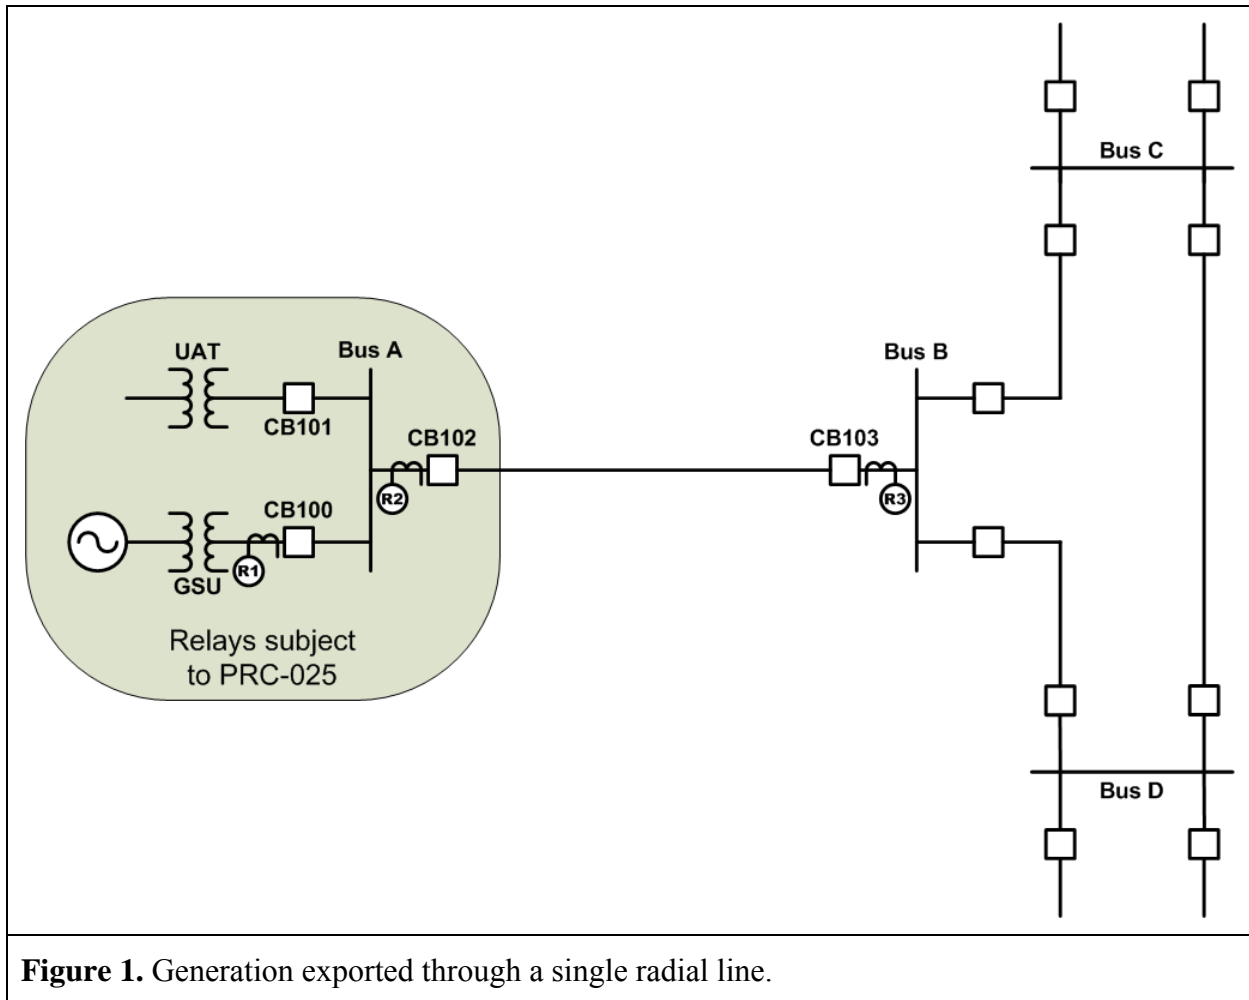 Bus C
UAT
Bus A
CB101
CB102
R2
CB100
R1
GSU
Relays subject
to PRC-025
Bus B
CB103
R3
Bus D
Figure 1. Generation exported through a single radial line.